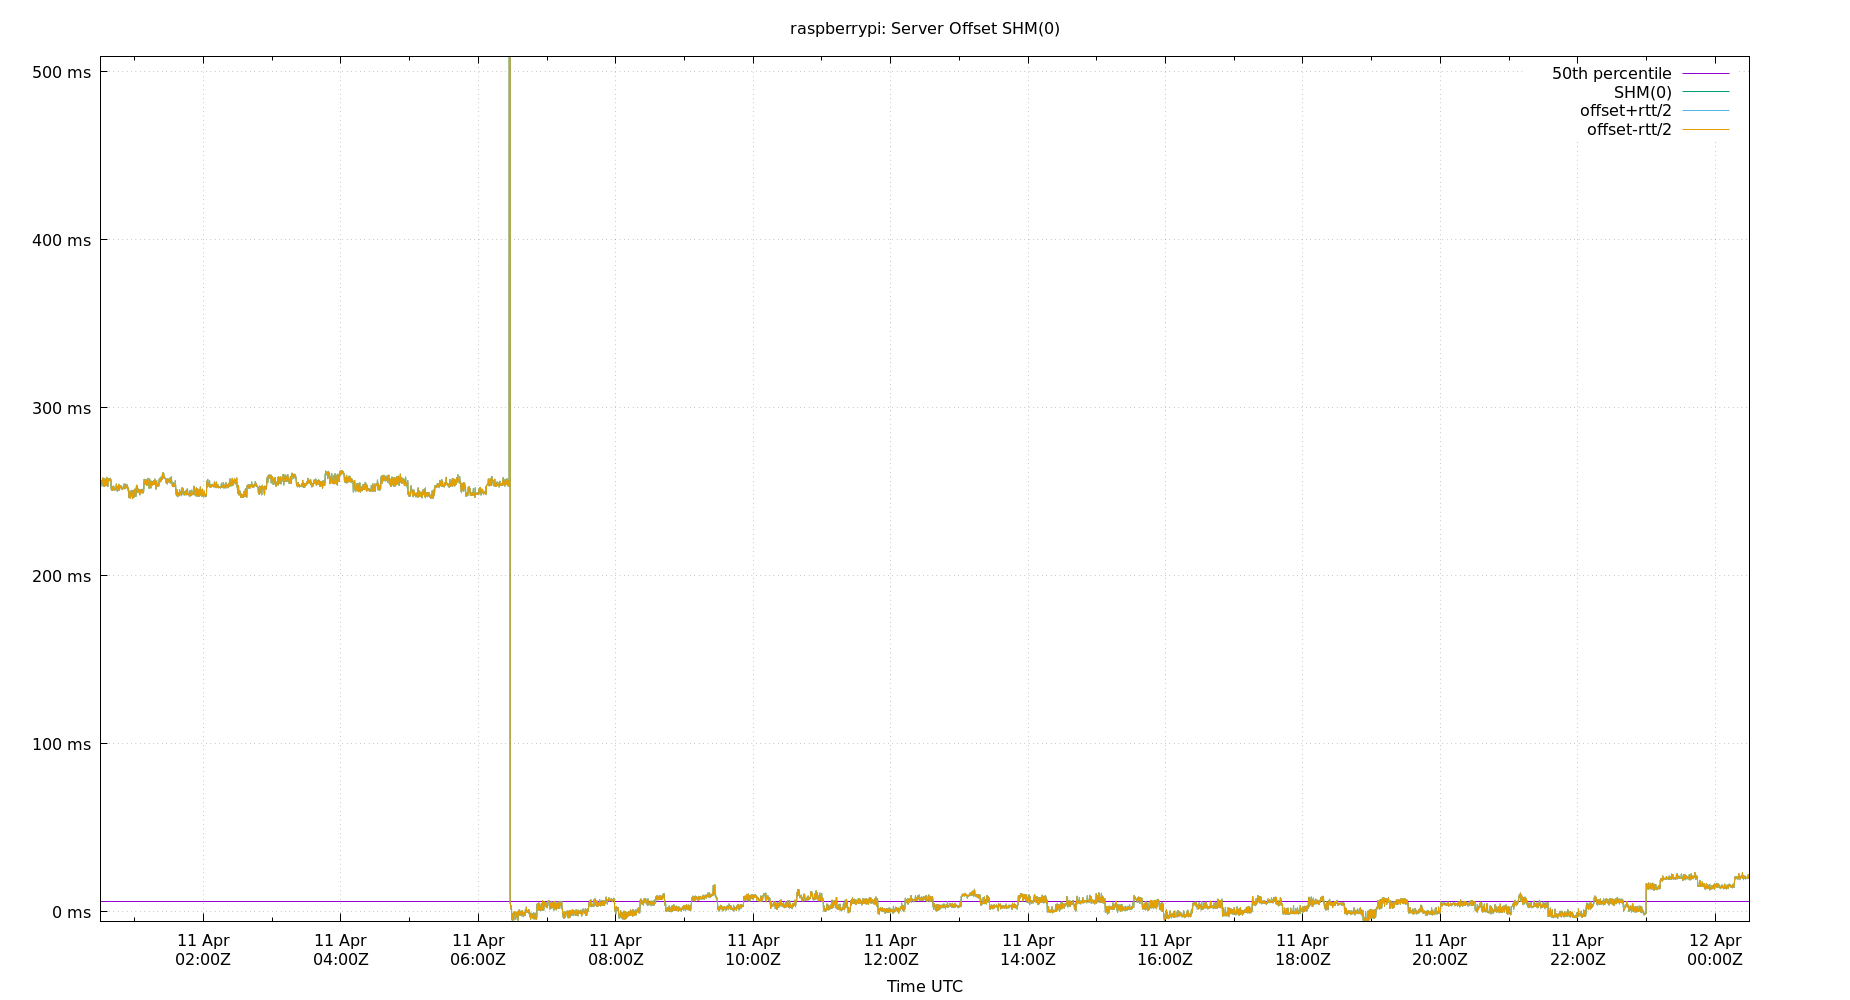 raspberrypi: Server Offset SHM(0)
500 ms
400 ms
300 ms
200 ms
100 ms
0 ms
50th percentile
SHM(0)
offset+rtt/2
offset-rtt/2
11 Apr 11 Apr 11 Apr 11 Apr 11 Apr 11 Apr 11 Apr 11 Apr 11 Apr 11 Apr 11 Apr 12 Apr
02:00Z 04:00Z 06:00Z 08:00Z 10:00Z 12:00Z 14:00Z 16:00Z 18:00Z 20:00Z 22:00Z 00:00Z
Time UTC